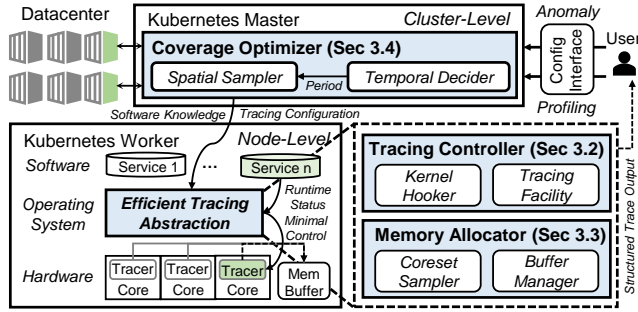 Datacenter
Kubernetes Master
Cluster-Level
Anomaly
User
Coverage Optimizer (Sec 3.4)
Spatial Sampler
Period
Temporal Decider
Config
Interface
Profiling
Software Knowledge
Tracing Configuration
Kubernetes Worker
Node-Level
Software
Service 1
...
Service n
Operating
System
Efficient Tracing
Abstraction
Runtime
Status
Minimal
Control
Hardware
Tracer
Tracer
Tracer
Core
Core
Core
Mem
Buffer
Tracing Controller (Sec 3.2)
Kernel
Hooker
Tracing
Facility
Memory Allocator (Sec 3.3)
Coreset
Sampler
Buffer
Manager
Structured Trace Output